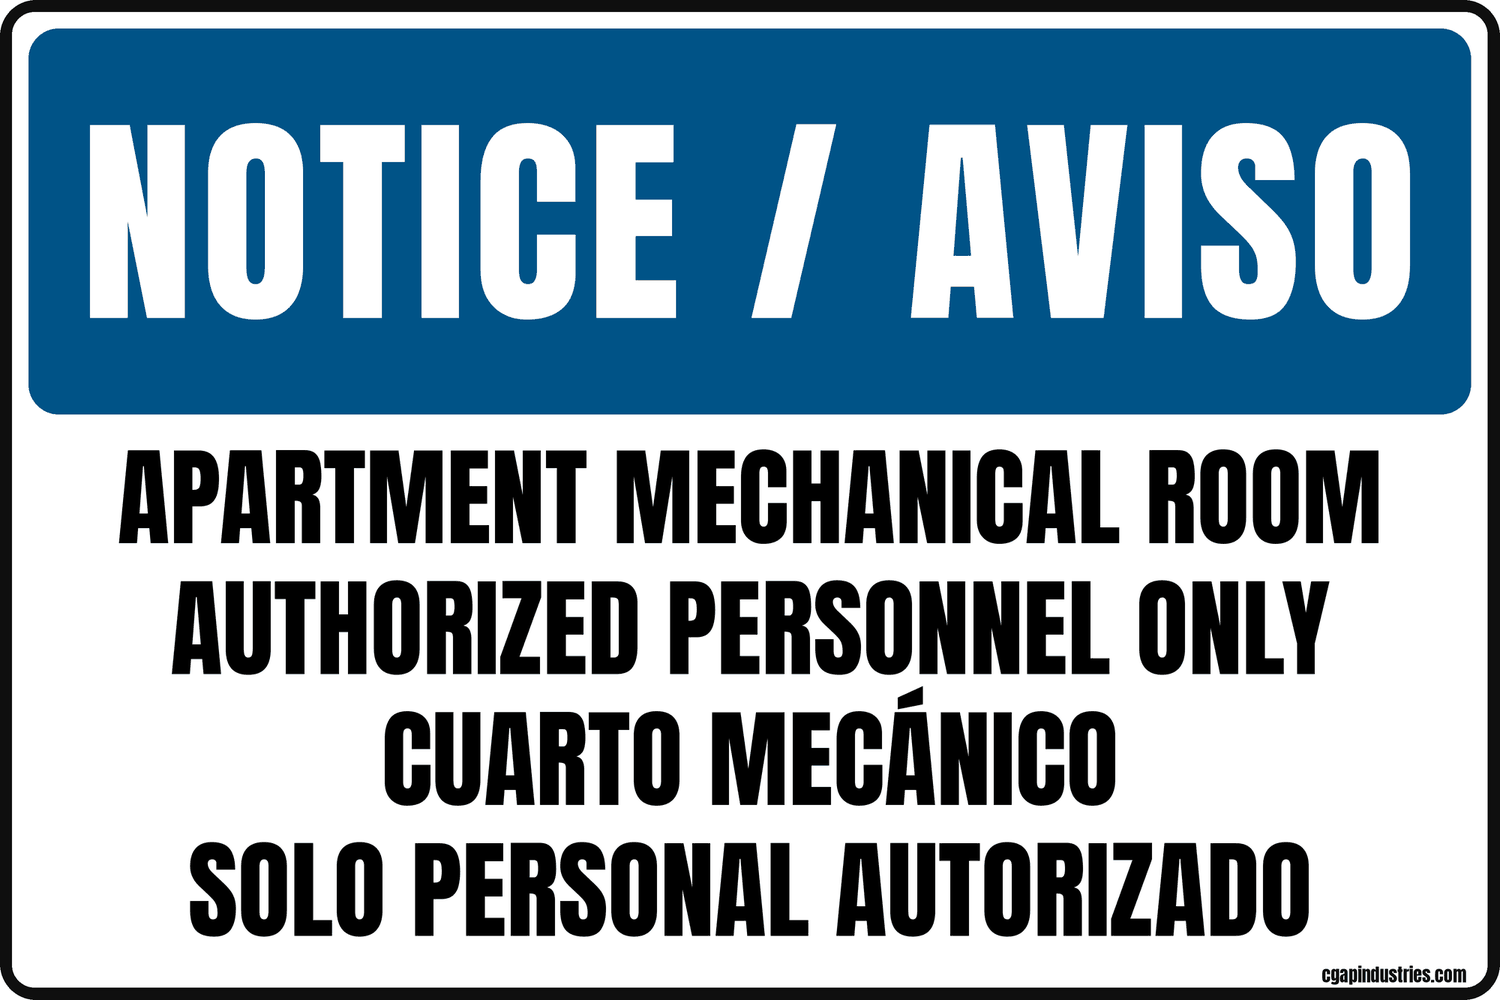 NOTICE / AVISO
APARTMENT MECHANICAL ROOM
AUTHORIZED PERSONNEL ONLY
CUARTO MECÁNICO
SOLO PERSONAL AUTORIZADO
cgapindustries.com